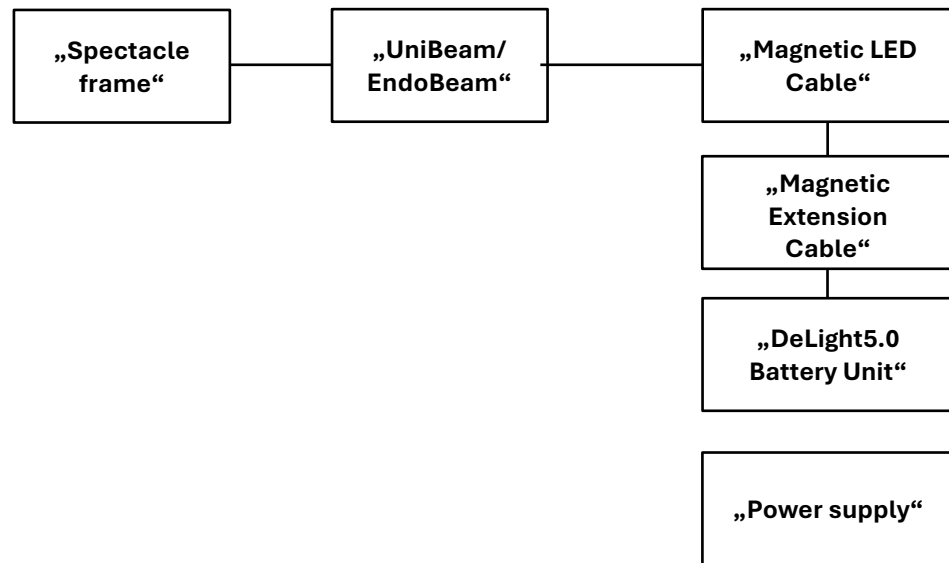 „Spectacle
frame“
„UniBeam/
EndoBeam“
„Magnetic LED
Cable“
„Magnetic
Extension
Cable“
„DeLight5.0
Battery Unit“
„Power supply“